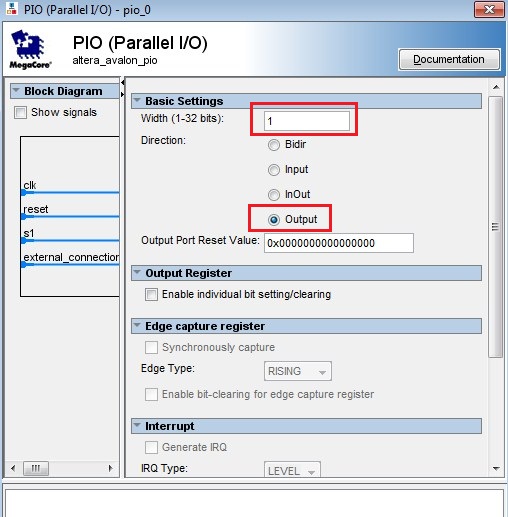 PIO (Parallel I/O) - pio_0
PIO (Parallel I/O)
altera_avalon_pio
MegaCore®
Documentation
Block Diagram
Show signals
clk
reset
s1
external_connection
Basic Settings
Width (1-32 bits): 1
Direction: Bidir
Input
InOut
Output
Output Port Reset Value: 0x0000000000000000
Output Register
Enable individual bit setting/clearing
Edge capture register
Synchronously capture
Edge Type: RISING
Enable bit-clearing for edge capture register
Interrupt
Generate IRQ
IRQ Type: LEVEL